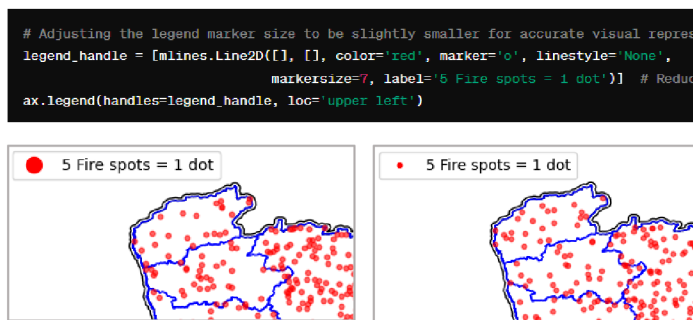 # Adjusting the legend marker size to be slightly smaller for accurate visual
legend_handle = [mlines.Line2D([], [], color='red', marker='o', linestyle='None',
markersize=7, label='5 Fire spots = 1 dot')] #
ax.legend(handles=legend_handle, loc='upper left')
5 Fire spots = 1 dot
5 Fire spots = 1 dot